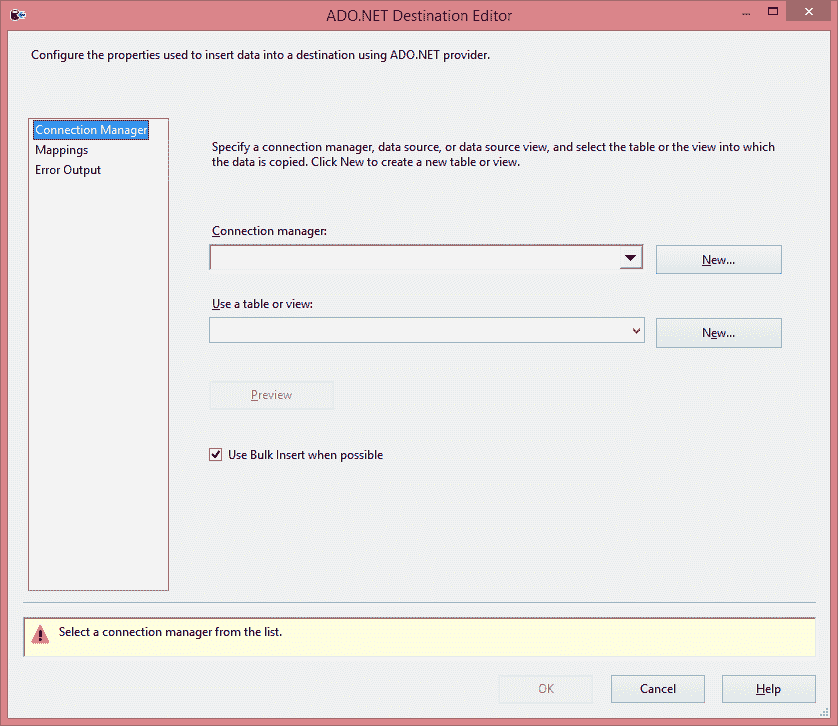 ADO.NET Destination Editor
Configure the properties used to insert data into a destination using ADO.NET provider.
Connection Manager
Mappings
Error Output
Specify a connection manager, data source, or data source view, and select the table or the view into which
the data is copied. Click New to create a new table or view.
Connection manager:
New...
Use a table or view:
New...
Preview
Use Bulk Insert when possible
Select a connection manager from the list.
OK
Cancel
Help